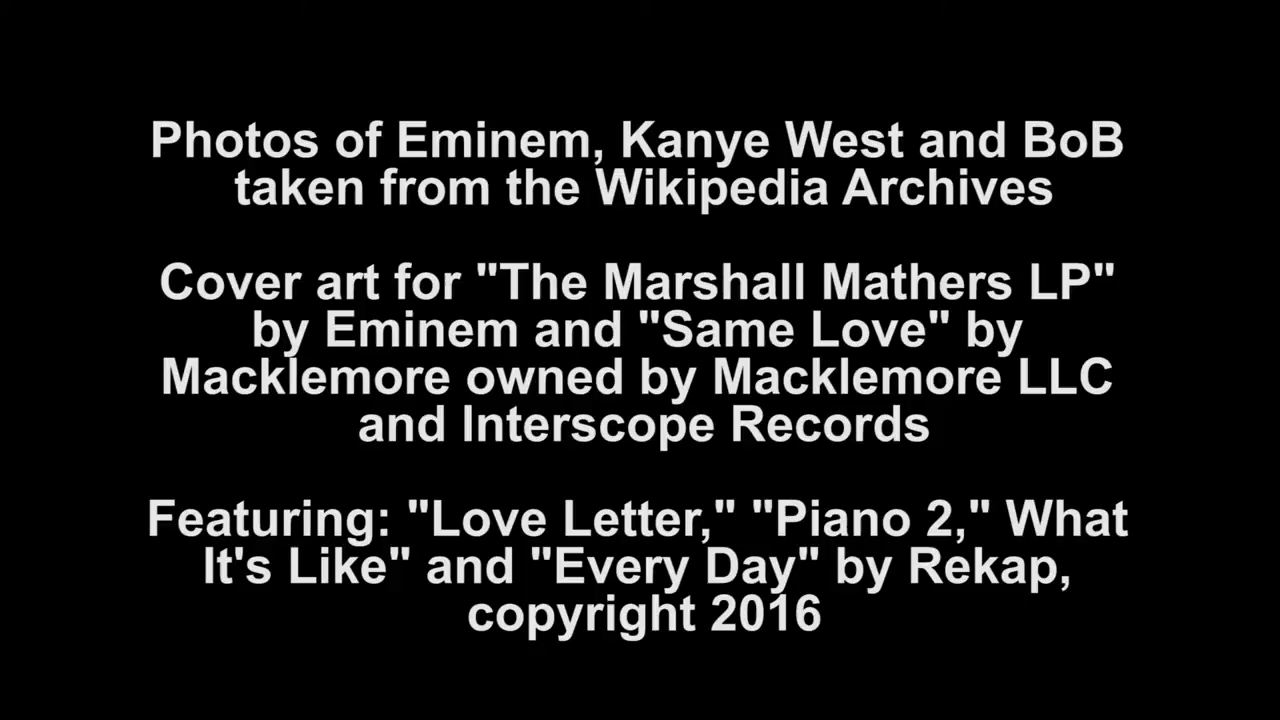 Photos of Eminem, Kanye West and BoB
taken from the Wikipedia Archives
Cover art for "The Marshall Mathers LP"
by Eminem and "Same Love" by
Macklemore owned by Macklemore LLC
and Interscope Records
Featuring: "Love Letter," "Piano 2," What
It's Like" and "Every Day" by Rekap,
copyright 2016